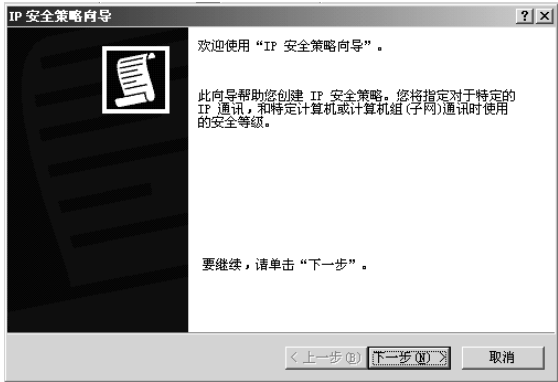 IP 安全策略向导
? ×
欢迎使用“IP 安全策略向导”。
此向导帮助您创建 IP 安全策略。您将指定对于特定的
IP 通讯，和特定计算机或计算机组(子网)通讯时使用
的安全等级。
要继续，请单击“下一步”。
< 上一步(B) 下一步(N) > 取消